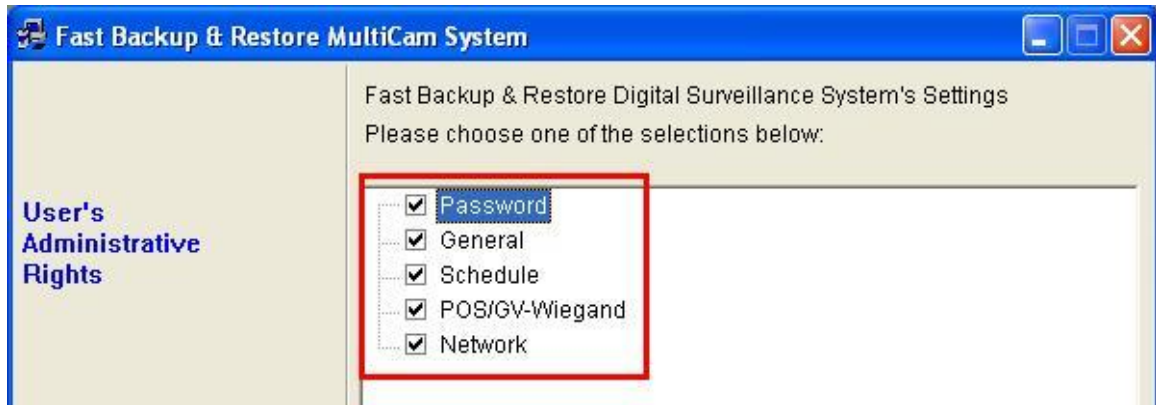 Fast Backup & Restore MultiCam System
Fast Backup & Restore Digital Surveillance System's Settings
Please choose one of the selections below:
User's
Administrative
Rights
Password
General
Schedule
POS/GV-Wiegand
Network